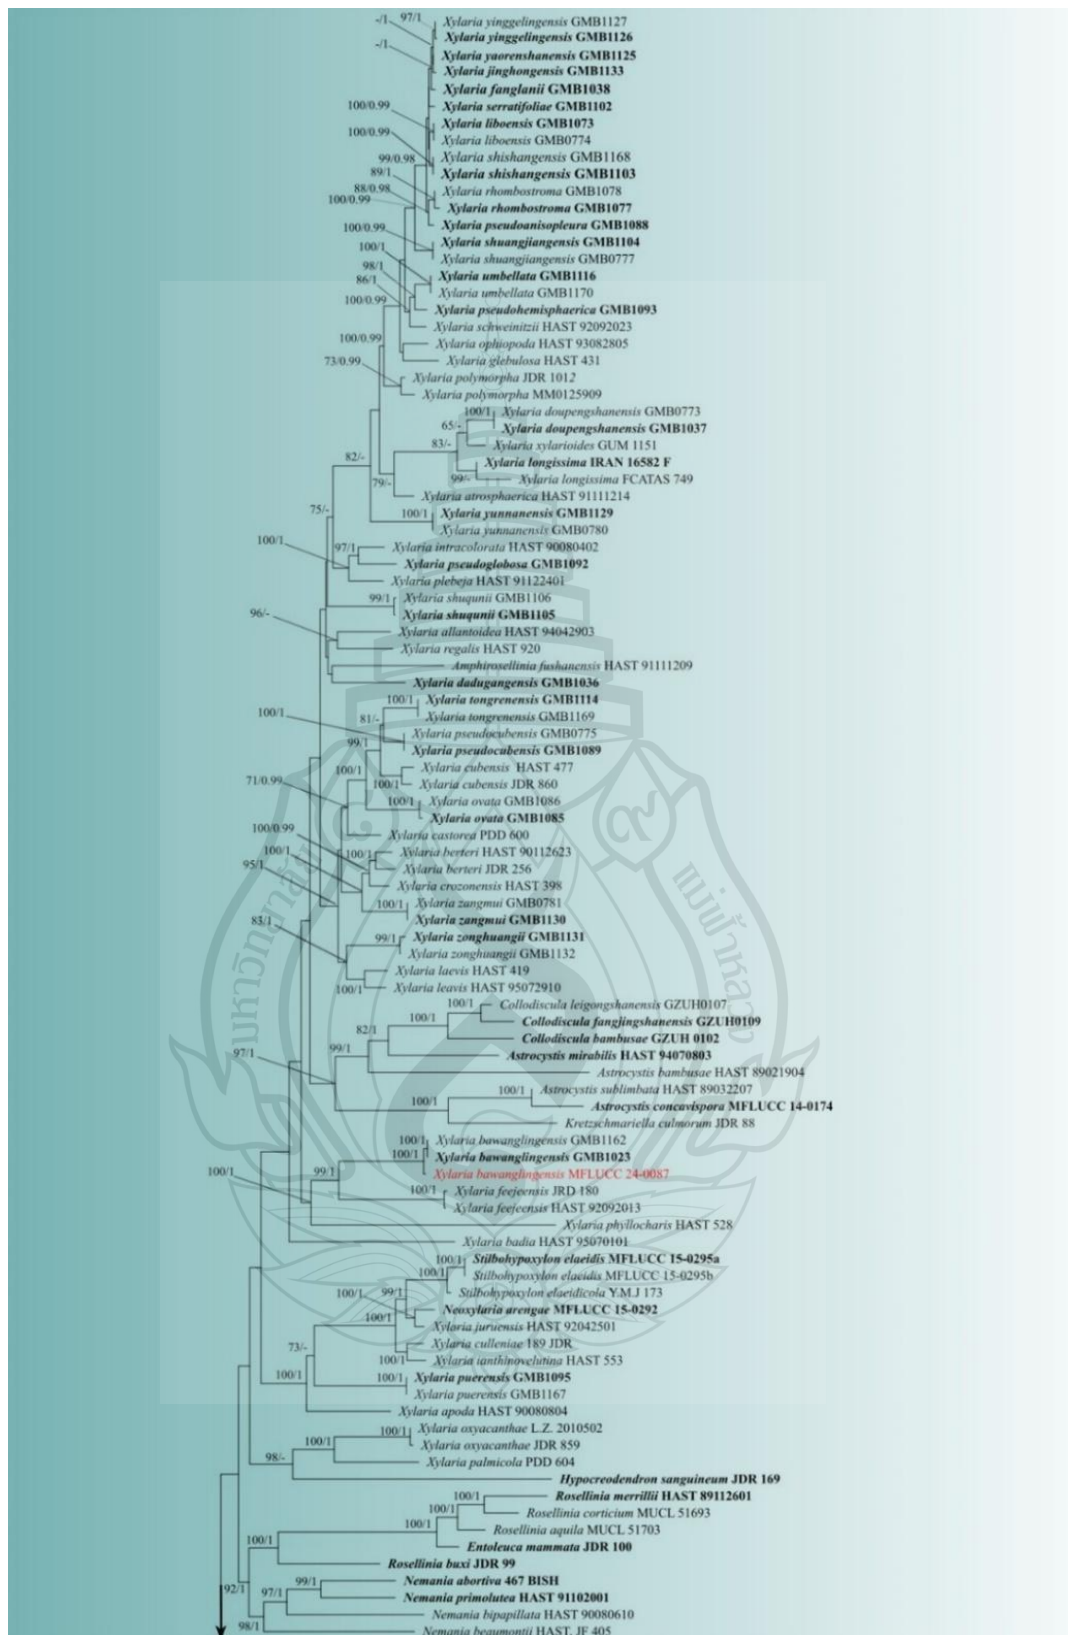 -/1 97/1 Xylaria yinggelingensis GMB1127
Xylaria yinggelingensis GMB1126
-/1 Xylaria yaorenshanensis GMB1125
Xylaria jinghongensis GMB1133
Xylaria fanglanii GMB1038
100/0.99 Xylaria serratifoliae GMB1102
Xylaria liboensis GMB1073
100/0.99 Xylaria liboensis GMB0774
99/0.98 Xylaria shishangensis GMB1168
89/1 Xylaria shishangensis GMB1103
88/0.98 Xylaria rhombostroma GMB1078
100/0.99 Xylaria rhombostroma GMB1077
Xylaria pseudoanisopleura GMB1088
100/0.99 Xylaria shuangjiangensis GMB1104
100/1 Xylaria shuangjiangensis GMB0777
98/1 Xylaria umbellata GMB1116
86/1 Xylaria umbellata GMB1170
100/0.99 Xylaria pseudohemisphaerica GMB1093
Xylaria schweinitzii HAST 92092023
100/0.99 Xylaria ophiopoda HAST 93082805
73/0.99 Xylaria glebulosa HAST 431
Xylaria polymorpha JDR 1012
Xylaria polymorpha MM0125909
100/1 Xylaria doupengshanensis GMB0773
65/- Xylaria doupengshanensis GMB1037
83/- Xylaria xylarioides GUM 1151
82/- Xylaria longissima IRAN 16582 F
79/- 99/- Xylaria longissima FCATAS 749
Xylaria atrosphaerica HAST 91111214
75/- 100/1 Xylaria yunnanensis GMB1129
Xylaria yunnanensis GMB0780
100/1 97/1 Xylaria intracolorata HAST 90080402
Xylaria pseudoglobosa GMB1092
Xylaria plebeja HAST 91122401
99/1 Xylaria shuqunii GMB1106
96/- Xylaria shuqunii GMB1105
Xylaria allantoidea HAST 94042903
Xylaria regalis HAST 920
Amphirosellinia fushanensis HAST 91111209
Xylaria dadugangensis GMB1036
100/1 Xylaria tongrenensis GMB1114
100/1 81/- Xylaria tongrenensis GMB1169
Xylaria pseudocubensis GMB0775
99/1 Xylaria pseudocubensis GMB1089
100/1 Xylaria cubensis HAST 477
71/0.99 100/1 Xylaria cubensis JDR 860
100/1 Xylaria ovata GMB1086
Xylaria ovata GMB1085
100/0.99 Xylaria castorea PDD 600
100/1 100/1 Xylaria berteri HAST 90112623
95/1 Xylaria berteri JDR 256
Xylaria crozonensis HAST 398
100/1 Xylaria zangmui GMB0781
83/1 Xylaria zangmui GMB1130
99/1 Xylaria zonghuangii GMB1131
Xylaria zonghuangii GMB1132
Xylaria laevis HAST 419
100/1 Xylaria leavis HAST 95072910
100/1 Collodiscula leigongshanensis GZUH0107
100/1 Collodiscula fangjingshanensis GZUH0109
82/1 Collodiscula bambusae GZUH 0102
97/1 99/1 Astrocystis mirabilis HAST 94070803
Astrocystis bambusae HAST 89021904
100/1 Astrocystis sublimbata HAST 89032207
100/1 Astrocystis concavispora MFLUCC 14-0174
Kretzschmariella culmorum JDR 88
100/1 Xylaria bawanglingensis GMB1162
100/1 Xylaria bawanglingensis GMB1023
100/1 99/1 Xylaria bawanglingensis MFLUCC 24-0087
100/1 Xylaria feejeensis JRD 180
Xylaria feejeensis HAST 92092013
Xylaria phyllocharis HAST 528
Xylaria badia HAST 95070101
100/1 Stilbohypoxylon elaeidis MFLUCC 15-0295a
100/1 Stilbohypoxylon elaeidis MFLUCC 15-0295b
100/1 99/1 Stilbohypoxylon elaeidicola Y.M.J 173
Neoxylaria arengae MFLUCC 15-0292
100/1 Xylaria juruensis HAST 92042501
73/- Xylaria culleniae 189 JDR
100/1 Xylaria ianthinovelutina HAST 553
100/1 100/1 Xylaria puerensis GMB1095
Xylaria puerensis GMB1167
Xylaria apoda HAST 90080804
100/1 Xylaria oxyacanthae L.Z. 2010502
100/1 Xylaria oxyacanthae JDR 859
98/- Xylaria palmicola PDD 604
Hypocreodendron sanguineum JDR 169
100/1 Rosellinia merrillii HAST 89112601
100/1 Rosellinia corticium MUCL 51693
100/1 Rosellinia aquila MUCL 51703
100/1 Entoleuca mammata JDR 100
Rosellinia buxi JDR 99
92/1 99/1 Nemania abortiva 467 BISH
97/1 Nemania primolutea HAST 91102001
Nemania bipapillata HAST 90080610
98/1 Nemania beaumontii HAST, JF 405
มหาวิทยาลัย
แม่ฟ้าหลวง